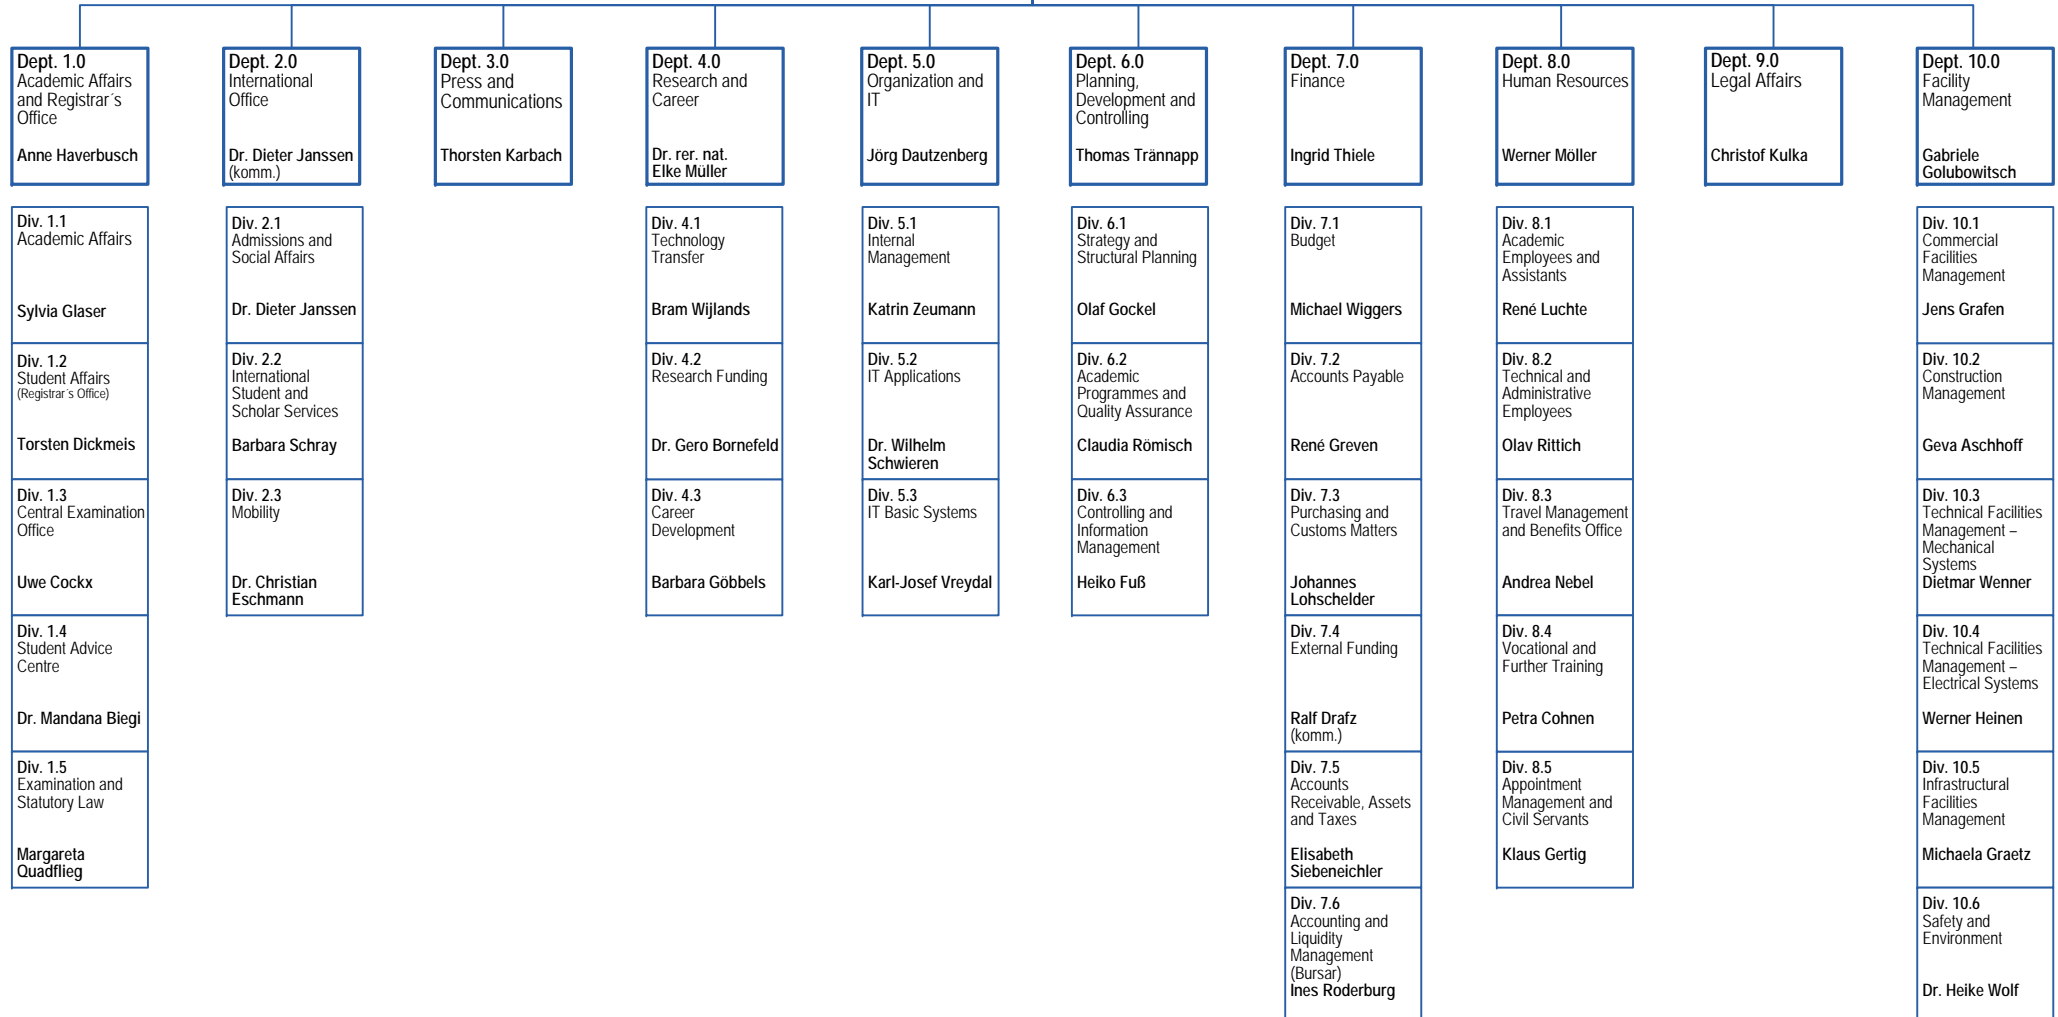 Dept. 1.0
Academic Affairs
and Registrar´s
Office
Anne Haverbusch
Div. 1.1
Academic Affairs
Sylvia Glaser
Div. 1.2
Student Affairs
(Registrar´s Office)
Torsten Dickmeis
Div. 1.3
Central Examination
Office
Uwe Cockx
Div. 1.4
Student Advice
Centre
Dr. Mandana Biegi
Div. 1.5
Examination and
Statutory Law
Margareta
Quadflieg
Dept. 2.0
International
Office
Dr. Dieter Janssen
(komm.)
Div. 2.1
Admissions and
Social Affairs
Dr. Dieter Janssen
Div. 2.2
International
Student and
Scholar Services
Barbara Schray
Div. 2.3
Mobility
Dr. Christian
Eschmann
Dept. 3.0
Press and
Communications
Thorsten Karbach
Dept. 4.0
Research and
Career
Dr. rer. nat.
Elke Müller
Div. 4.1
Technology
Transfer
Bram Wijlands
Div. 4.2
Research Funding
Dr. Gero Bornefeld
Div. 4.3
Career
Development
Barbara Göbbels
Dept. 5.0
Organization and
IT
Jörg Dautzenberg
Div. 5.1
Internal
Management
Katrin Zeumann
Div. 5.2
IT Applications
Dr. Wilhelm
Schwieren
Div. 5.3
IT Basic Systems
Karl-Josef Vreydal
Dept. 6.0
Planning,
Development and
Controlling
Thomas Trännapp
Div. 6.1
Strategy and
Structural Planning
Olaf Gockel
Div. 6.2
Academic
Programmes and
Quality Assurance
Claudia Römisch
Div. 6.3
Controlling and
Information
Management
Heiko Fuß
Dept. 7.0
Finance
Ingrid Thiele
Div. 7.1
Budget
Michael Wiggers
Div. 7.2
Accounts Payable
René Greven
Div. 7.3
Purchasing and
Customs Matters
Johannes
Lohschelder
Div. 7.4
External Funding
Ralf Drafz
(komm.)
Div. 7.5
Accounts
Receivable, Assets
and Taxes
Elisabeth
Siebeneichler
Div. 7.6
Accounting and
Liquidity
Management
(Bursar)
Ines Roderburg
Dept. 8.0
Human Resources
Werner Möller
Div. 8.1
Academic
Employees and
Assistants
René Luchte
Div. 8.2
Technical and
Administrative
Employees
Olav Rittich
Div. 8.3
Travel Management
and Benefits Office
Andrea Nebel
Div. 8.4
Vocational and
Further Training
Petra Cohnen
Div. 8.5
Appointment
Management and
Civil Servants
Klaus Gertig
Dept. 9.0
Legal Affairs
Christof Kulka
Dept. 10.0
Facility
Management
Gabriele
Golubowitsch
Div. 10.1
Commercial
Facilities
Management
Jens Grafen
Div. 10.2
Construction
Management
Geva Aschhoff
Div. 10.3
Technical Facilities
Management –
Mechanical
Systems
Dietmar Wenner
Div. 10.4
Technical Facilities
Management –
Electrical Systems
Werner Heinen
Div. 10.5
Infrastructural
Facilities
Management
Michaela Graetz
Div. 10.6
Safety and
Environment
Dr. Heike Wolf